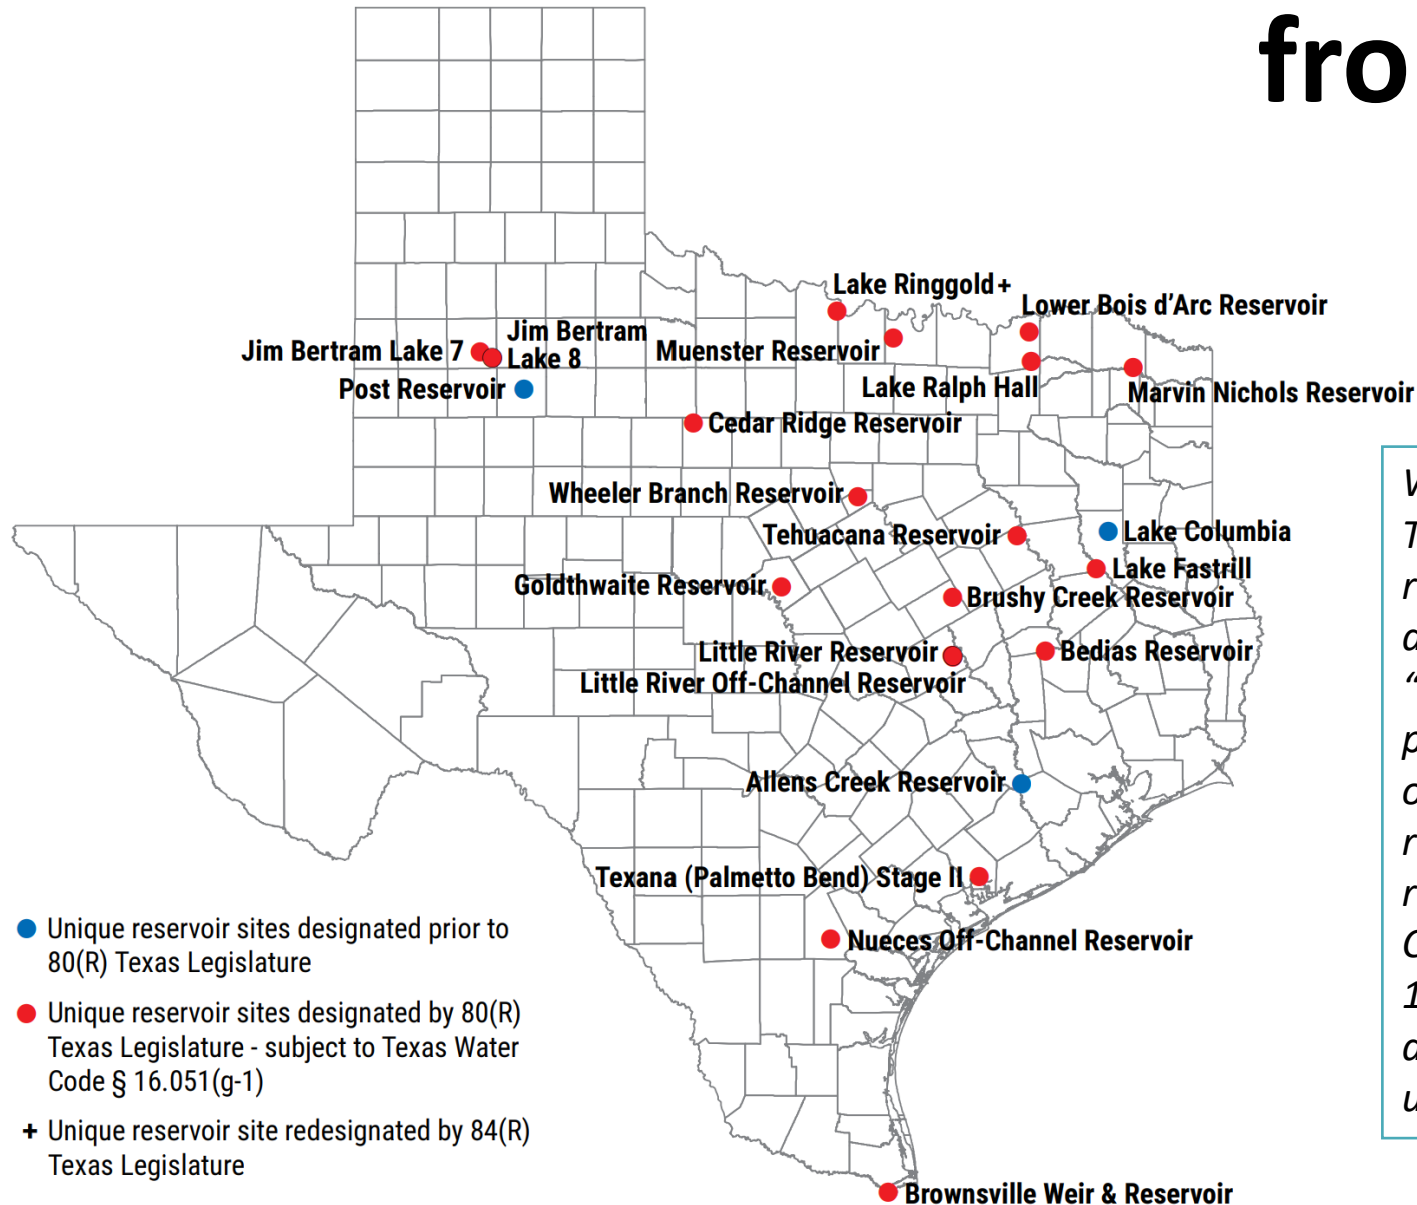 fro
Lake Ringgold+
Lower Bois d’Arc Reservoir
Jim Bertram Lake 7
Jim Bertram
Lake 8
Muenster Reservoir
Post Reservoir
Lake Ralph Hall
Marvin Nichols Reservoir
Cedar Ridge Reservoir
Wheeler Branch Reservoir
Tehuacana Reservoir
Lake Columbia
Lake Fastrill
Goldthwaite Reservoir
Brushy Creek Reservoir
Little River Reservoir
Bedias Reservoir
Little River Off-Channel Reservoir
Allens Creek Reservoir
Texana (Palmetto Bend) Stage II
Nueces Off-Channel Reservoir
Brownsville Weir & Reservoir
Unique reservoir sites designated prior to
80(R) Texas Legislature
Unique reservoir sites designated by 80(R)
Texas Legislature - subject to Texas Water
Code § 16.051(g-1)
+ Unique reservoir site redesignated by 84(R)
Texas Legislature